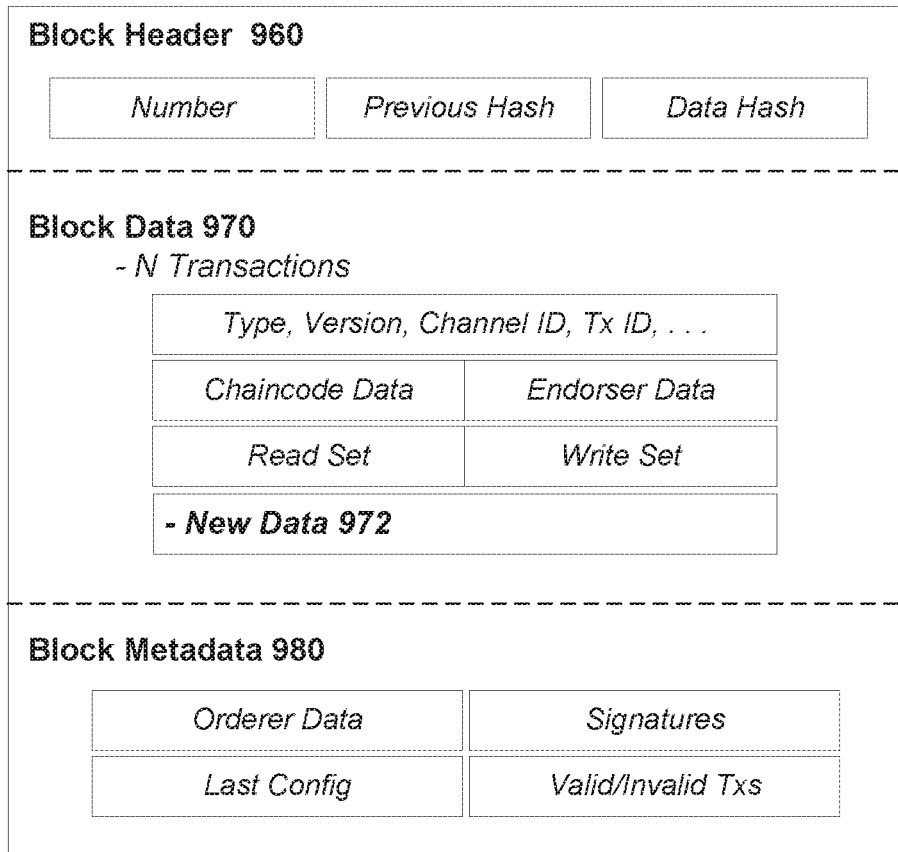 Block Header 960
Number Previous Hash Data Hash
Block Data 970
- N Transactions
Type, Version, Channel ID, Tx ID, . . .
Chaincode Data Endorser Data
Read Set Write Set
- New Data 972
Block Metadata 980
Orderer Data Signatures
Last Config Valid/Invalid Txs